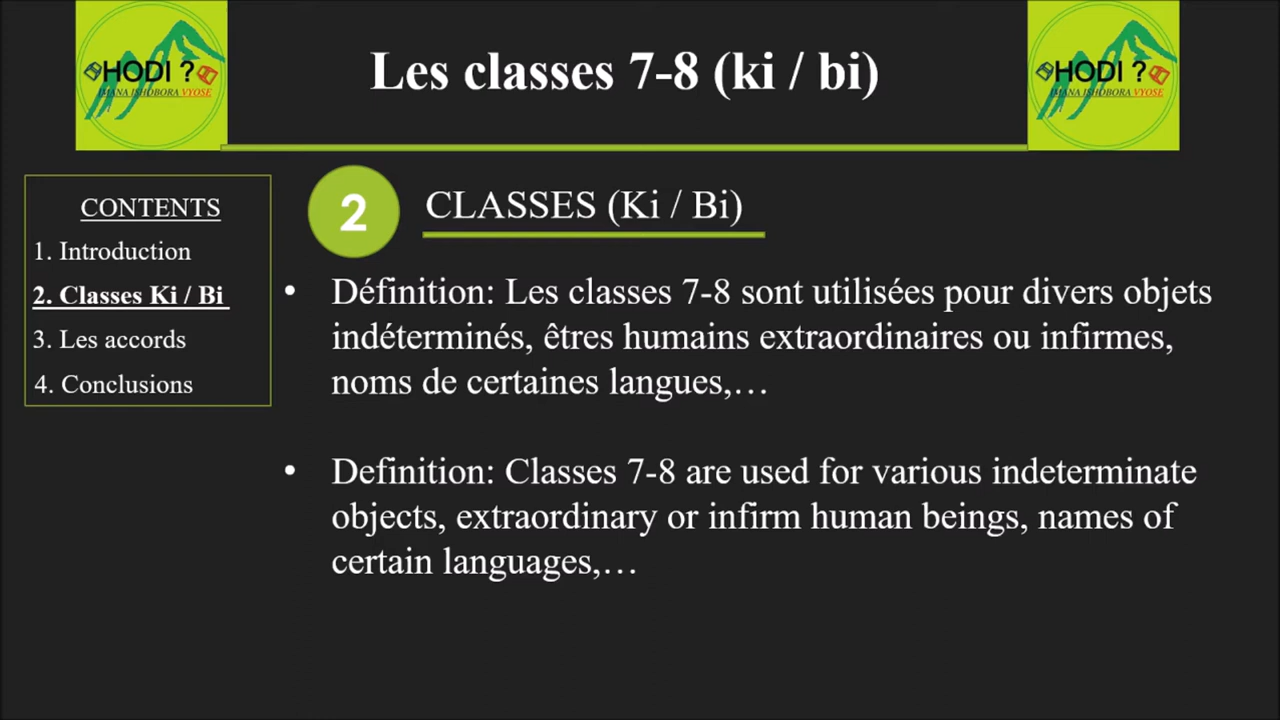 HODI ?
IMANA ISHOBORA VYOSE
Les classes 7-8 (ki / bi)
HODI ?
IMANA ISHOBORA VYOSE
CONTENTS
1. Introduction
2. Classes Ki / Bi
3. Les accords
4. Conclusions
2
CLASSES (Ki / Bi)
• Définition: Les classes 7-8 sont utilisées pour divers objets
indéterminés, êtres humains extraordinaires ou infirmes,
noms de certaines langues,…
• Definition: Classes 7-8 are used for various indeterminate
objects, extraordinary or infirm human beings, names of
certain languages,…